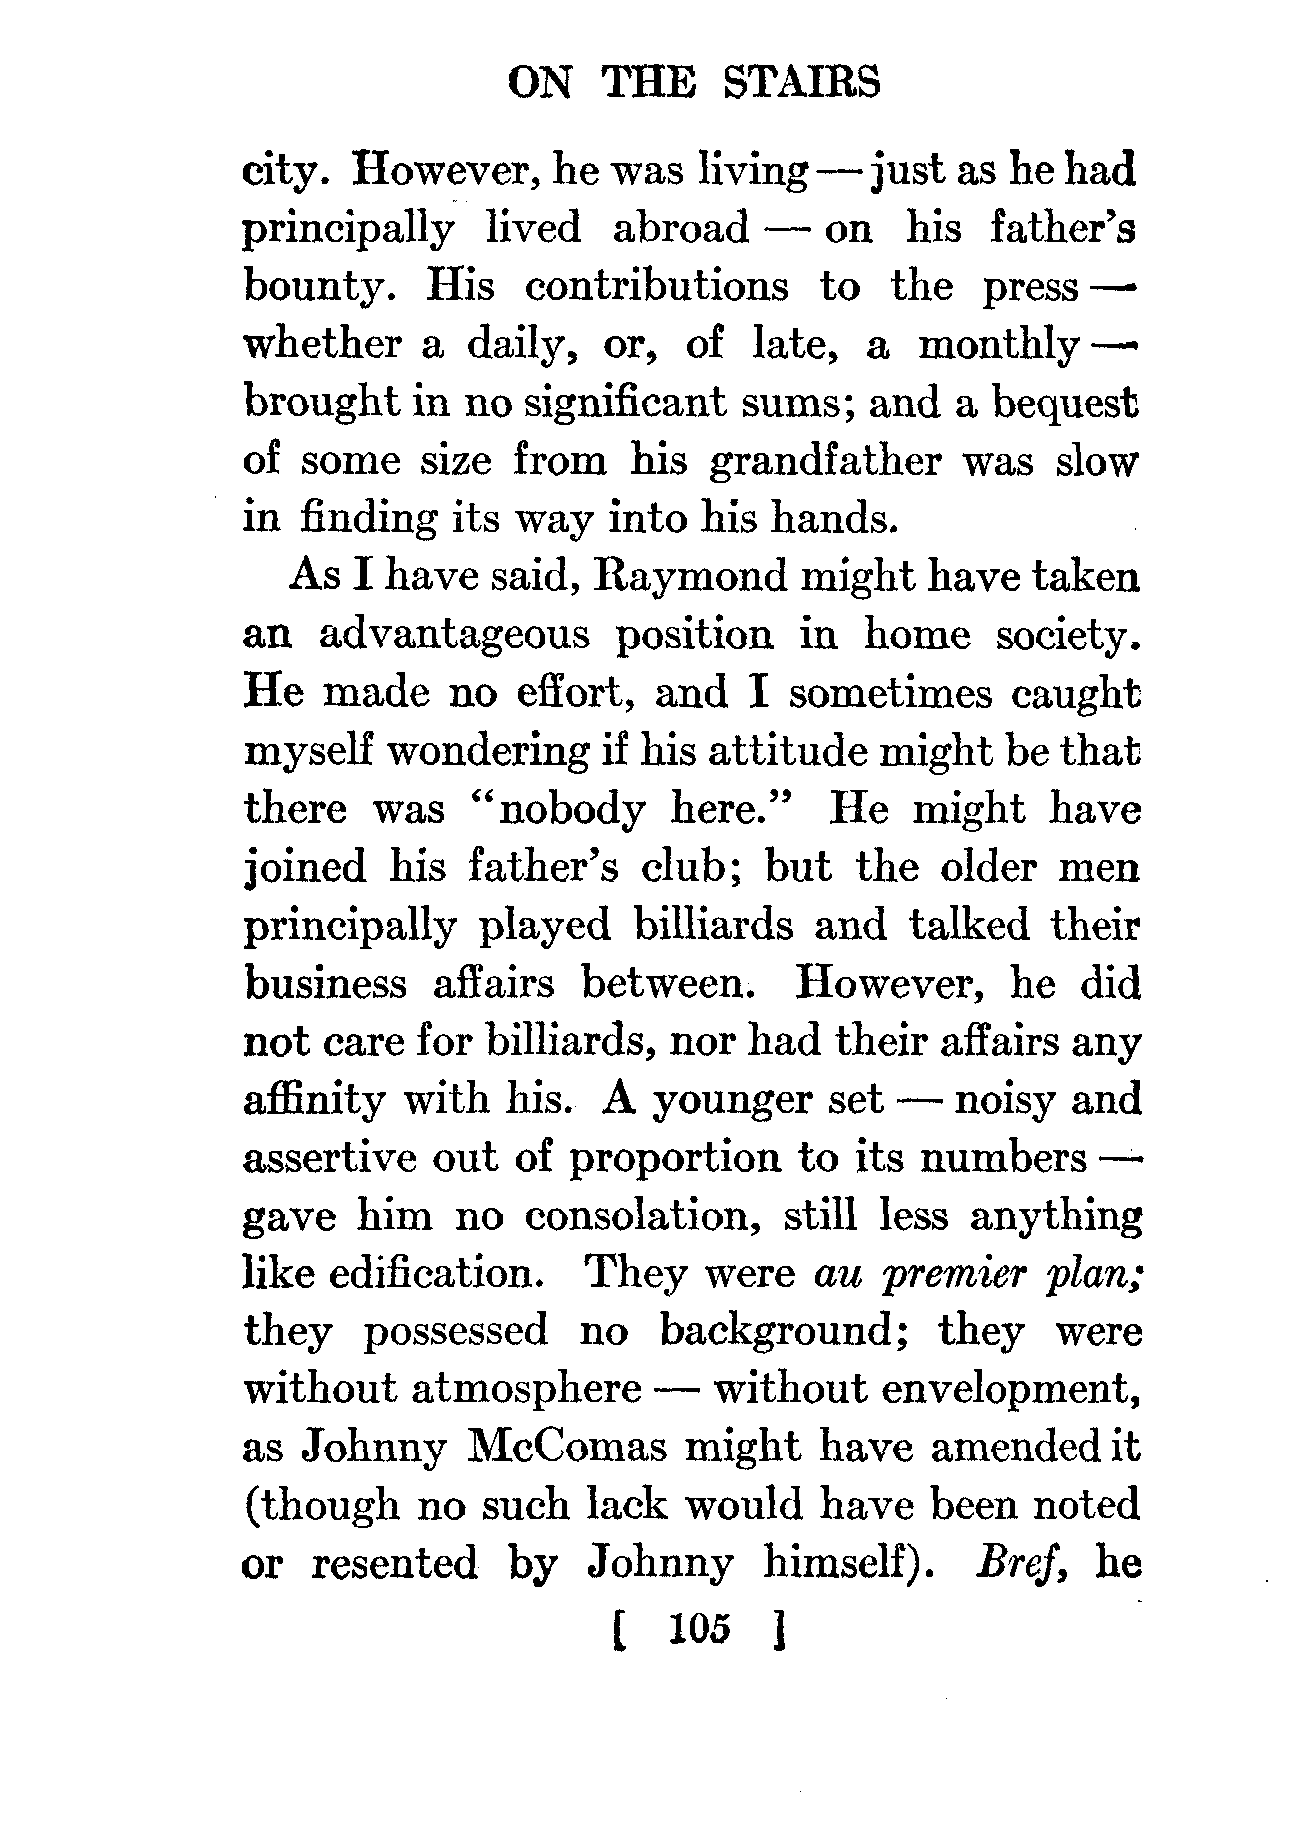 ON THE STAIRS
city. However, he was living — just as he had
principally lived abroad — on his father's
bounty. His contributions to the press —
whether a daily, or, of late, a monthly —
brought in no significant sums; and a bequest
of some size from his grandfather was slow
in finding its way into his hands.
As I have said, Raymond might have taken
an advantageous position in home society.
He made no effort, and I sometimes caught
myself wondering if his attitude might be that
there was "nobody here." He might have
joined his father's club; but the older men
principally played billiards and talked their
business affairs between. However, he did
not care for billiards, nor had their affairs any
affinity with his. A younger set — noisy and
assertive out of proportion to its numbers —
gave him no consolation, still less anything
like edification. They were au premier plan;
they possessed no background; they were
without atmosphere — without envelopment,
as Johnny McComas might have amended it
(though no such lack would have been noted
or resented by Johnny himself). Bref, he
[ 105 ]